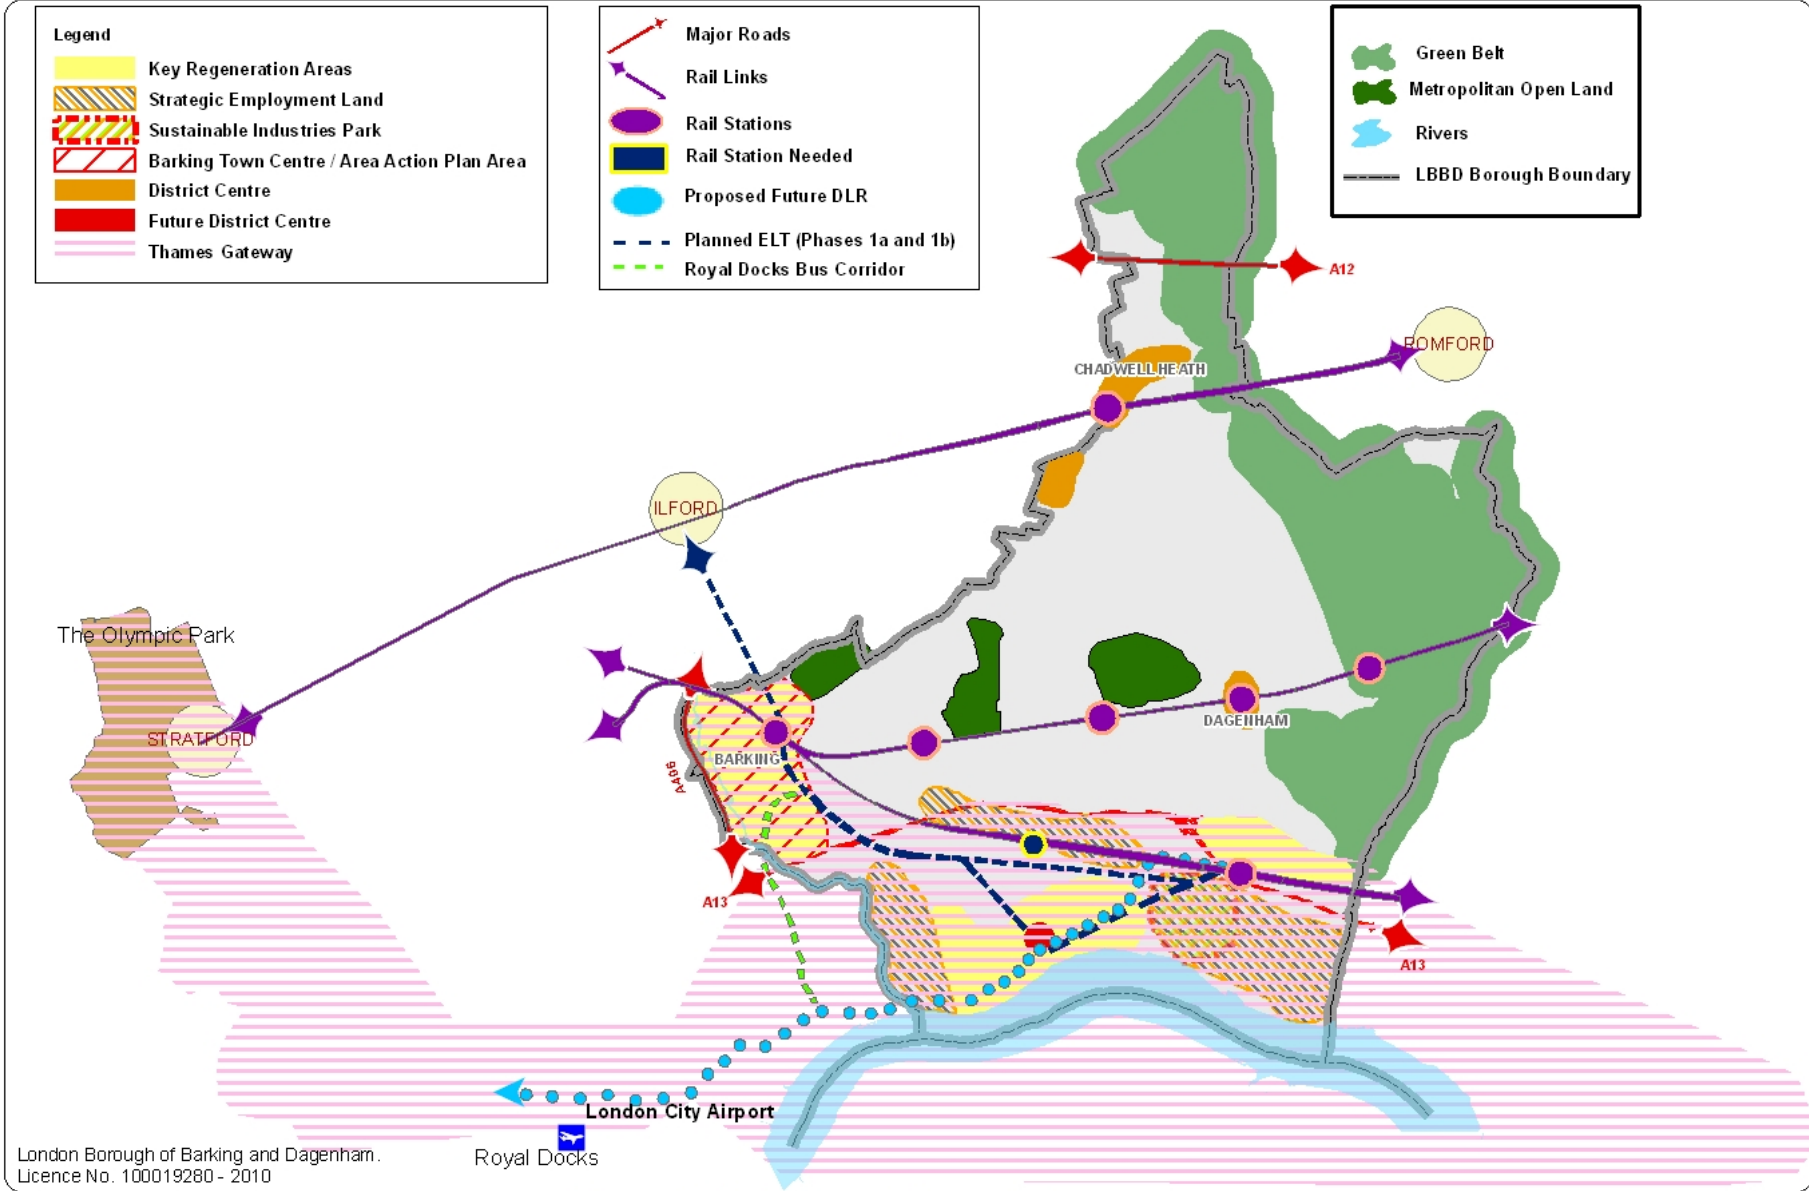 Legend
Key Regeneration Areas
Strategic Employment Land
Sustainable Industries Park
Barking Town Centre / Area Action Plan Area
District Centre
Future District Centre
Thames Gateway
Major Roads
Rail Links
Rail Stations
Rail Station Needed
Proposed Future DLR
Planned ELT (Phases 1a and 1b)
Royal Docks Bus Corridor
Green Belt
Metropolitan Open Land
Rivers
LBBD Borough Boundary
A12
ROMFORD
CHADWELL HEATH
ILFORD
The Olympic Park
STRATFORD
DAGENHAM
BARKING
A406
A13
A13
London City Airport
Royal Docks
London Borough of Barking and Dagenham.
Licence No. 100019280 - 2010